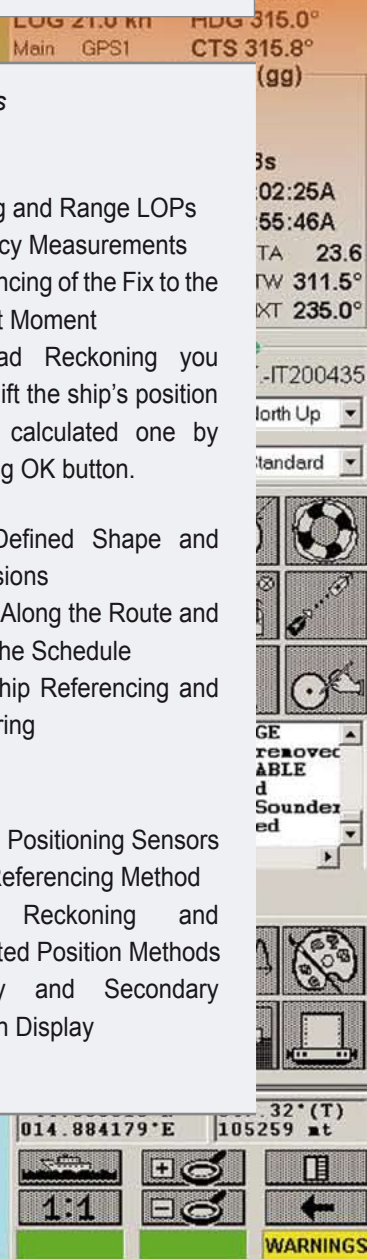 LOG 21.0 kn HDG 315.0°
Main GPS1 CTS 315.8°
(gg)
:02:25A
:55:46A
TA 23.6
TW 311.5°
XT 235.0°
-IT200435
orth Up
tandard
and Range LOPs
cy Measurements
ncing of the Fix to the
t Moment
ad Reckoning you
ift the ship's position
calculated one by
g OK button.
Defined Shape and
sions
Along the Route and
he Schedule
hip Referencing and
ring
Positioning Sensors
Referencing Method
Reckoning and
ted Position Methods
and Secondary
n Display
GE
removed
ABLE
d
Sounder
ed
32°(T)
014.884179°E 105259 mt
1:1
WARNINGS